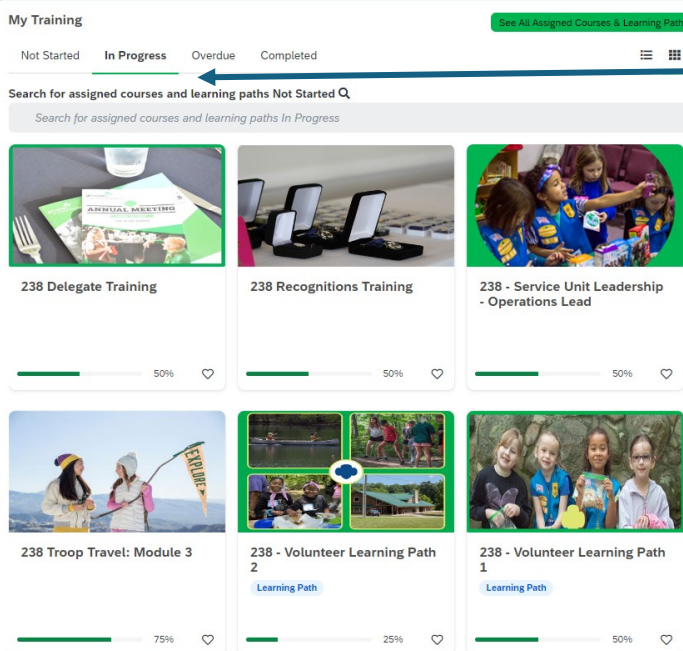 My Training
See All Assigned Courses & Learning Path
Not Started In Progress Overdue Completed
Search for assigned courses and learning paths Not Started
Search for assigned courses and learning paths In Progress
ANNUAL MEETING
238 Delegate Training
238 Recognitions Training
238 - Service Unit Leadership
- Operations Lead
50%
50%
50%
EXPLORE
238 Troop Travel: Module 3
238 - Volunteer Learning Path
2
Learning Path
238 - Volunteer Learning Path
1
Learning Path
75%
25%
50%